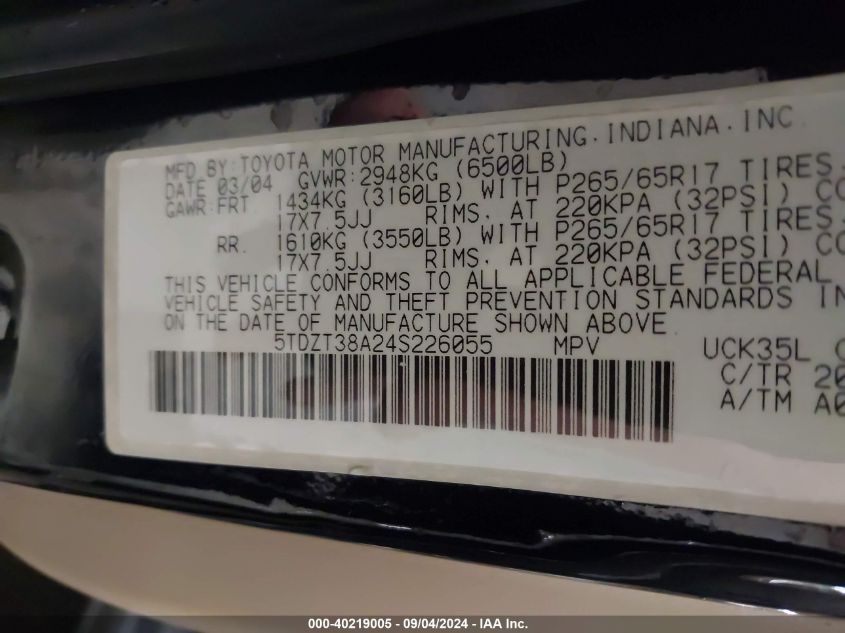 MFD BY:TOYOTA MOTOR MANUFACTURING.INDIANA.INC
DATE 03/04 GVWR:2948KG (6500LB)
GAWR:FRT 1434KG (3160LB) WITH P265/65R17 TIRES.
17X7.5JJ RIMS. AT 220KPA (32PSI) CO
RR. 1610KG (3550LB) WITH P265/65R17 TIRES.
17X7.5JJ RIMS. AT 220KPA (32PSI) CO
THIS VEHICLE CONFORMS TO ALL APPLICABLE FEDERAL
VEHICLE SAFETY AND THEFT PREVENTION STANDARDS IN
ON THE DATE OF MANUFACTURE SHOWN ABOVE.
5TDZT38A24S226055 MPV UCK35L
C/TR 20
A/TM A0
000-40219005 - 09/04/2024 - IAA Inc.